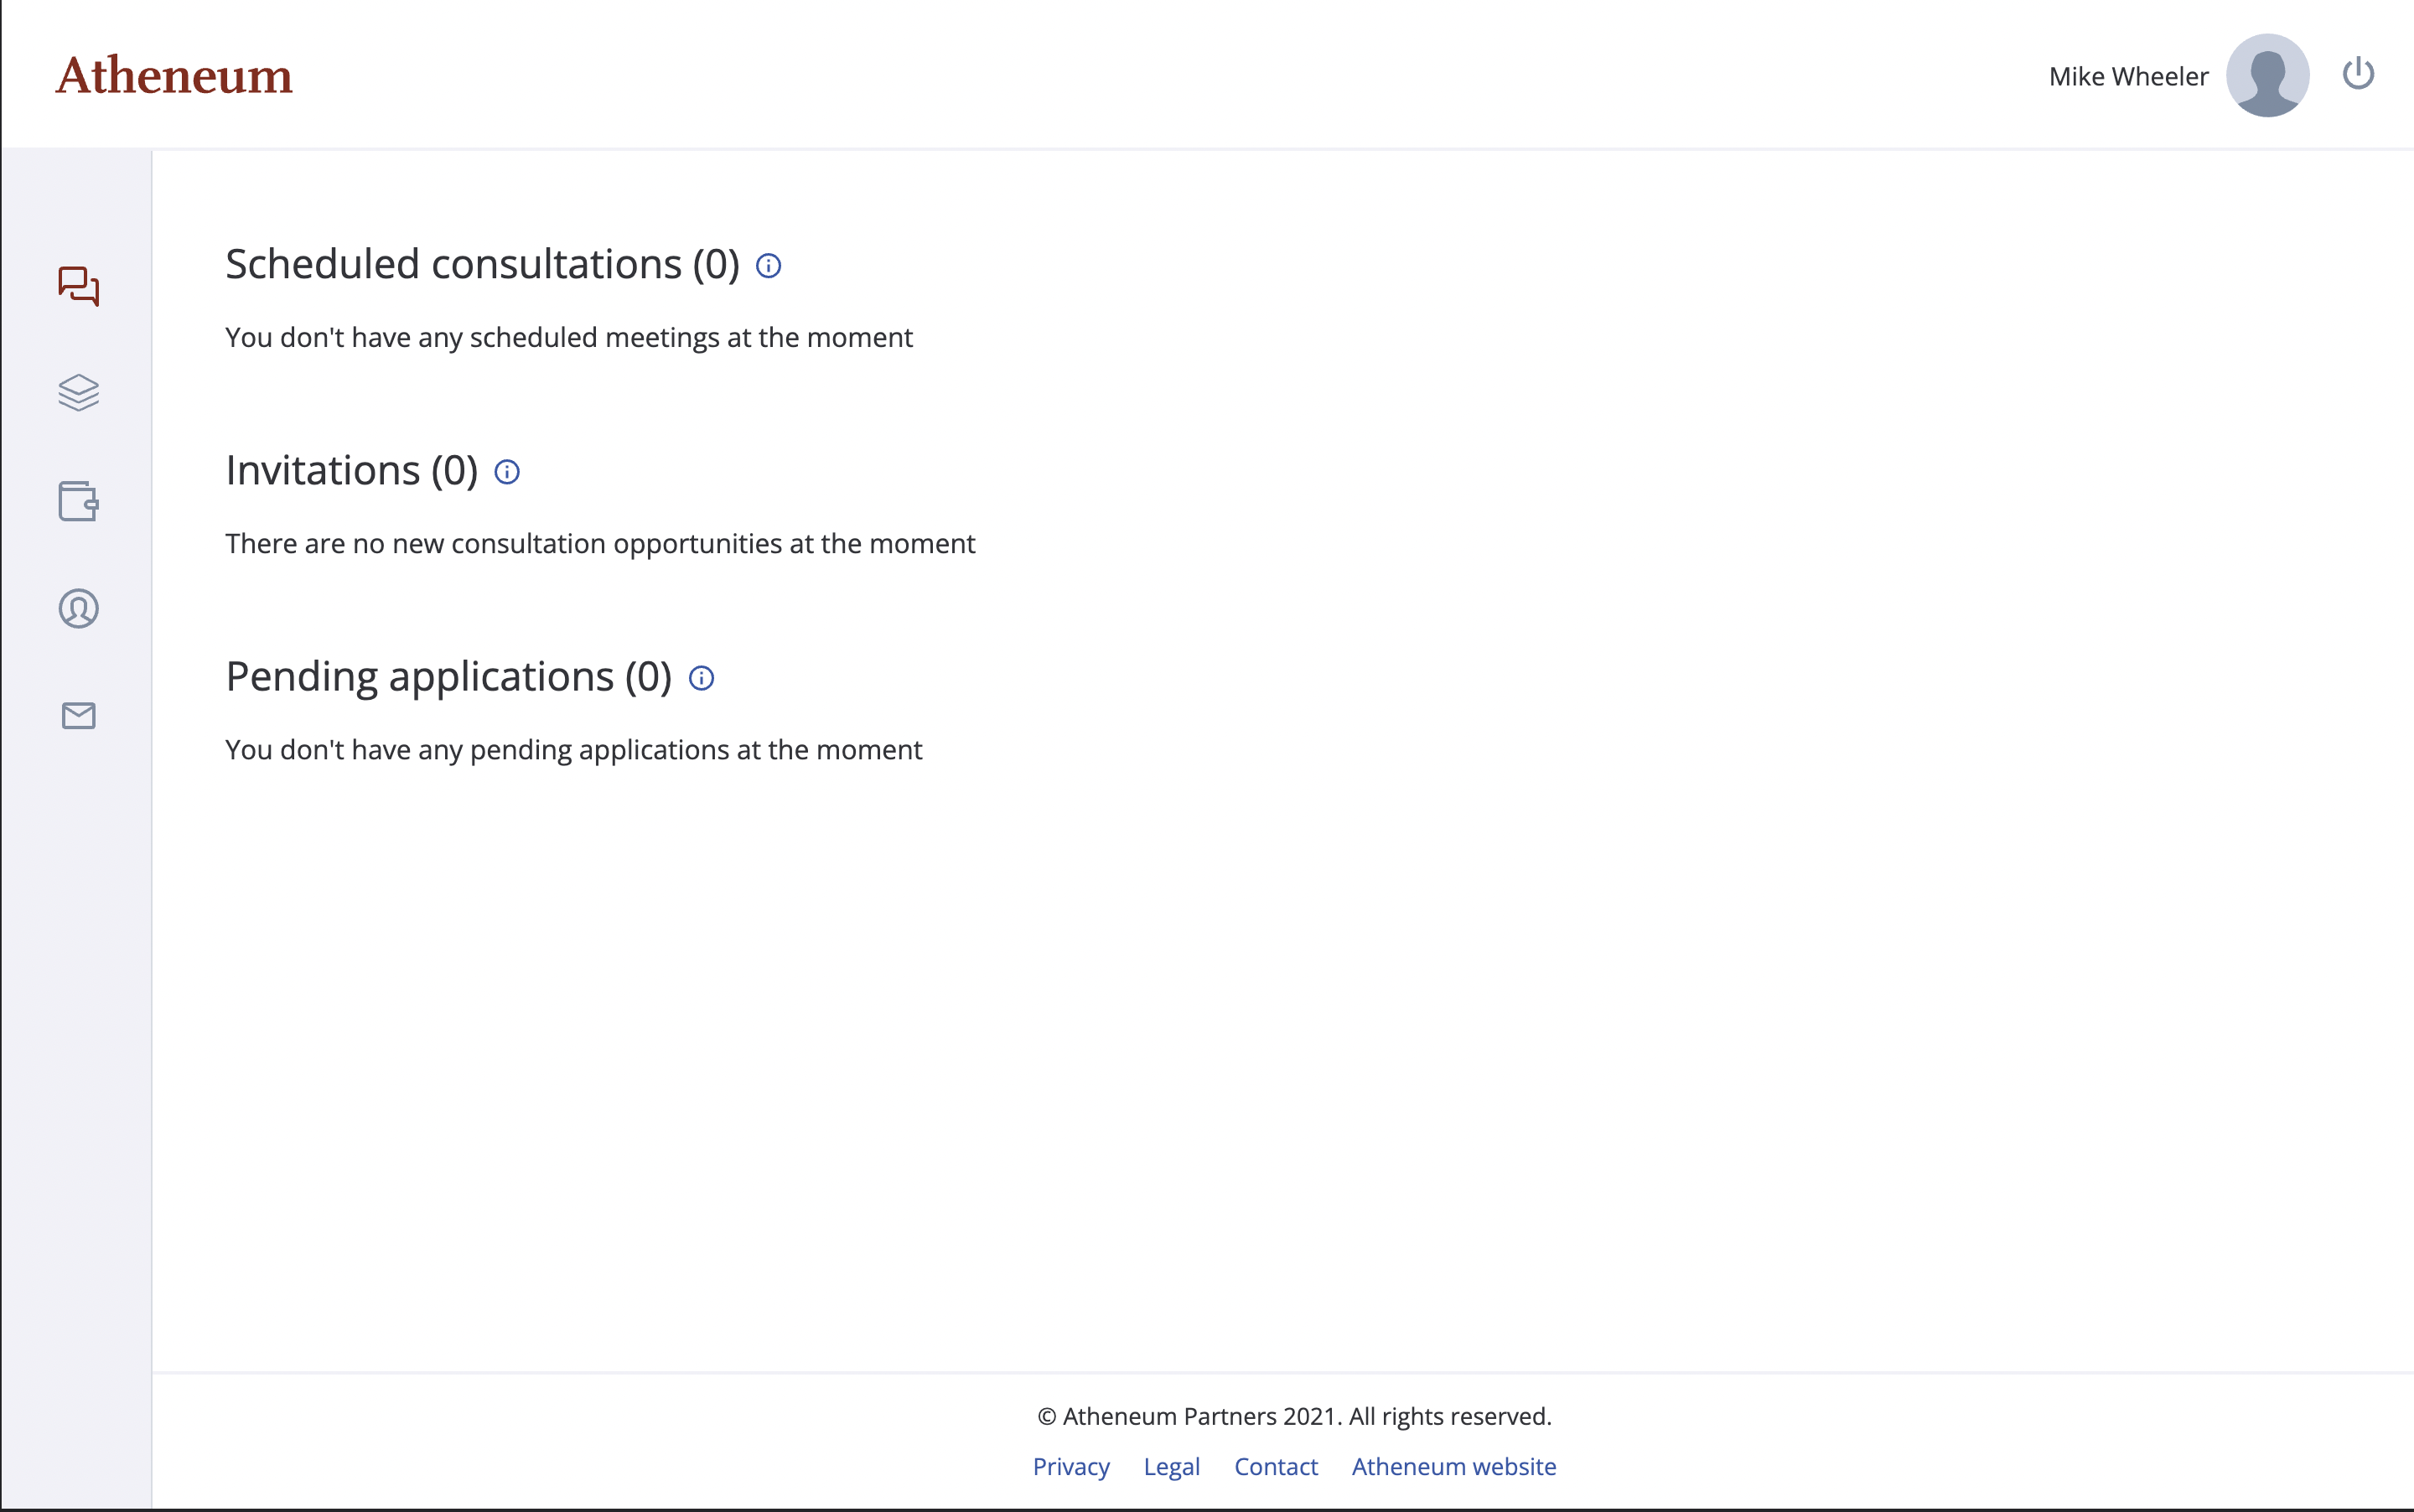 Atheneum
Mike Wheeler
Scheduled consultations (0)
You don't have any scheduled meetings at the moment
Invitations (0)
There are no new consultation opportunities at the moment
Pending applications (0)
You don't have any pending applications at the moment
© Atheneum Partners 2021. All rights reserved.
Privacy Legal Contact Atheneum website